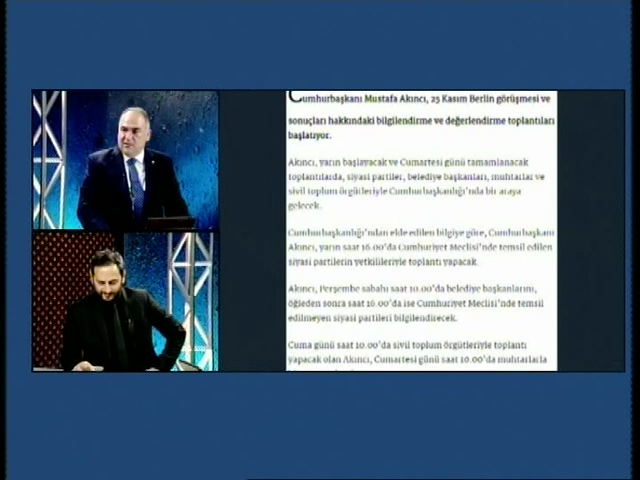 Cumhurbaşkanı Mustafa Akıncı, 25 Kasım Berlin görüşmesi ve
sonuçları hakkındaki bilgilendirme ve değerlendirme toplantıları
başlatıyor.
Akıncı, yarın başlayacak ve Cumartesi günü tamamlanacak
toplantılarda, siyasi partiler, belediye başkanları, muhtarlar ve
sivil toplum örgütleriyle Cumhurbaşkanlığı'nda bir araya
gelecek.
Cumhurbaşkanlığı'ndan elde edilen bilgiye göre, Cumhurbaşkanı
Akıncı, yarın saat 16.00'da Cumhuriyet Meclisi'nde temsil edilen
siyasi partilerin yetkilileriyle toplantı yapacak.
Akıncı, Perşembe sabahı saat 10.00'da belediye başkanlarını,
öğleden sonra saat 16.00'da ise Cumhuriyet Meclisi'nde temsil
edilmeyen siyasi partileri bilgilendirecek.
Cuma günü saat 10.00'da sivil toplum örgütleriyle toplantı
yapacak olan Akıncı, Cumartesi günü saat 10.00'da muhtarlarla